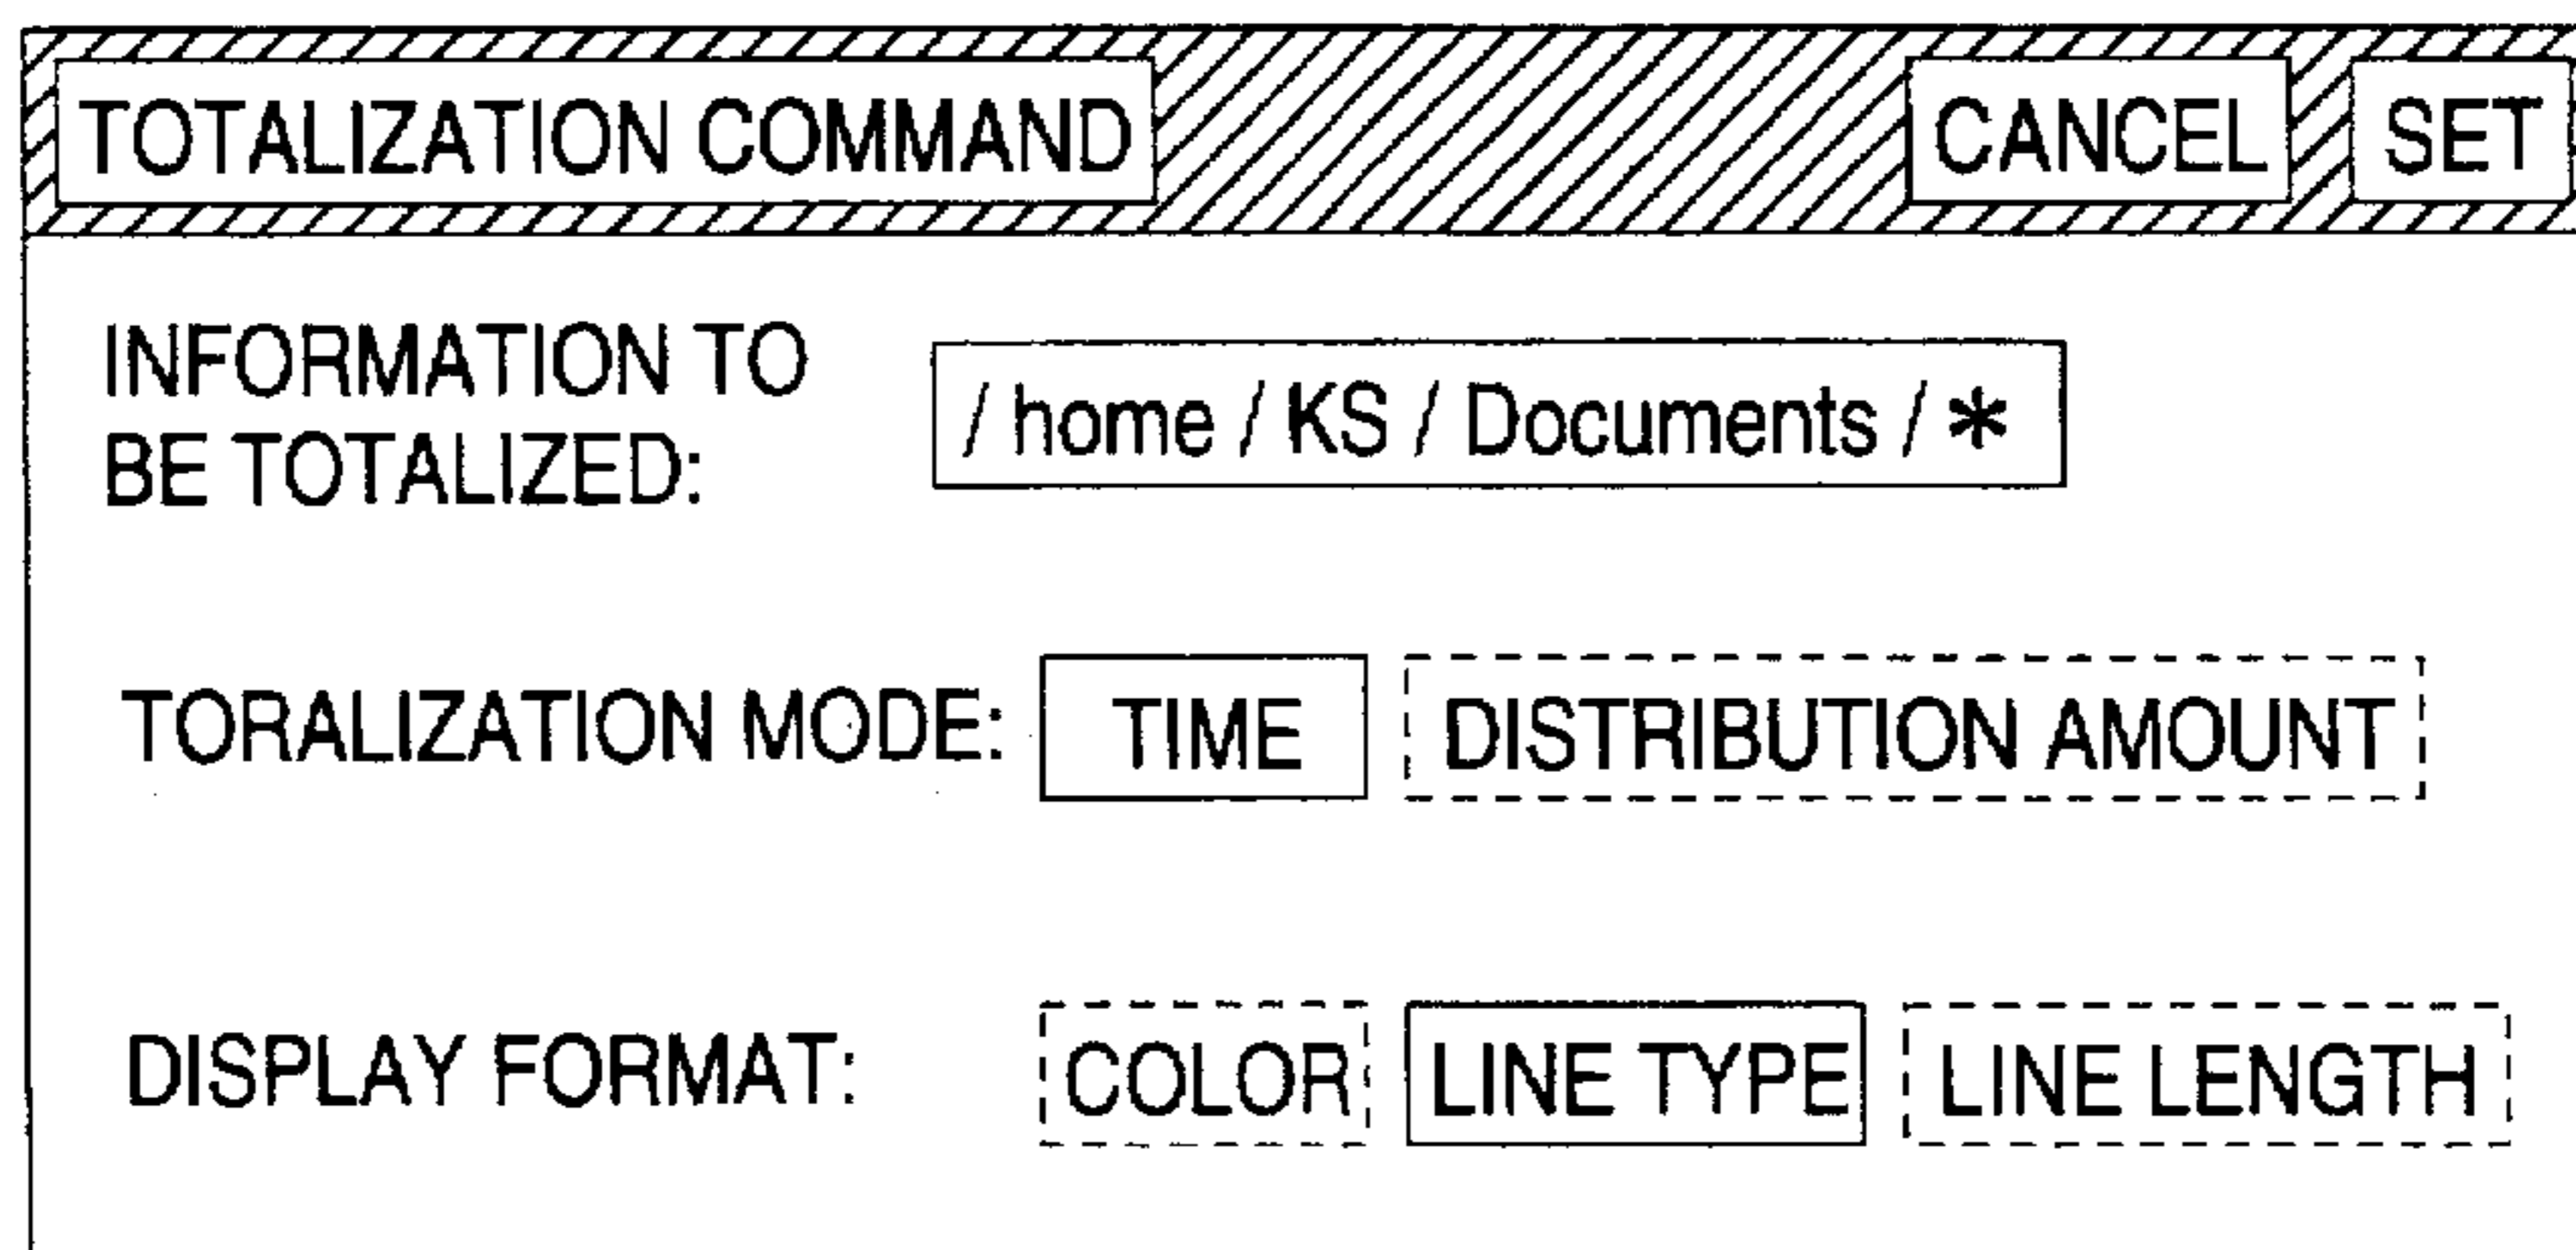 TOTALIZATION COMMAND CANCEL SET
INFORMATION TO
BE TOTALIZED: / home / KS / Documents / *
TORALIZATION MODE: TIME DISTRIBUTION AMOUNT
DISPLAY FORMAT: COLOR LINE TYPE LINE LENGTH